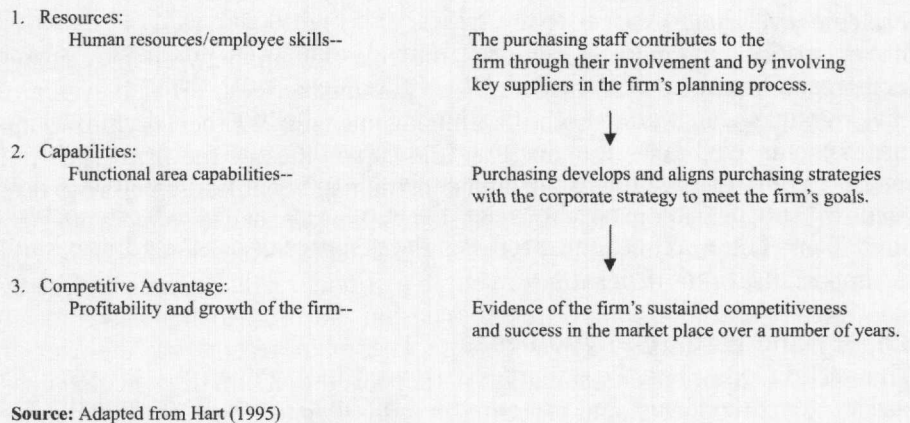 1. Resources:
Human resources/employee skills--
The purchasing staff contributes to the
firm through their involvement and by involving
key suppliers in the firm's planning process.
2. Capabilities:
Functional area capabilities--
Purchasing develops and aligns purchasing strategies
with the corporate strategy to meet the firm's goals.
3. Competitive Advantage:
Profitability and growth of the firm--
Evidence of the firm's sustained competitiveness
and success in the market place over a number of years.
Source: Adapted from Hart (1995)